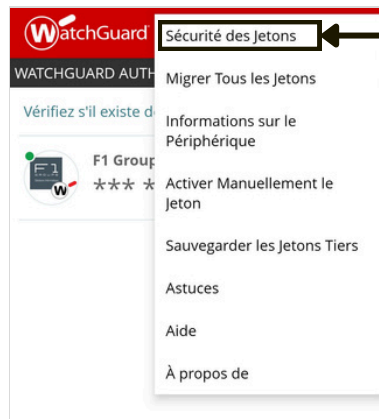 WatchGuard
Sécurité des Jetons
WATCHGUARD AUTH
Migrer Tous les Jetons
Vérifiez s'il existe d
Informations sur le
Périphérique
F1
F1 Group
*** *
W
Activer Manuellement le
Jeton
Sauvegarder les Jetons Tiers
Astuces
Aide
À propos de